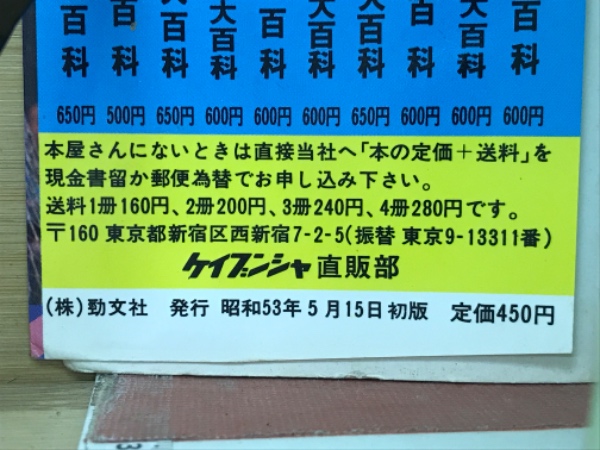 百科
百科
大百科
大百科
百科
大百科
大百科
百科
大百科
百科
650円 500円 650円 600円 600円 600円 650円 600円 600円 600円
本屋さんにないときは直接当社へ「本の定価＋送料」を
現金書留か郵便為替でお申し込み下さい。
送料1冊160円、2冊200円、3冊240円、4冊280円です。
〒160 東京都新宿区西新宿7-2-5(振替 東京9-13311番)
ケイブンシャ直販部
(株)勁文社 発行 昭和53年5月15日初版 定価450円
3